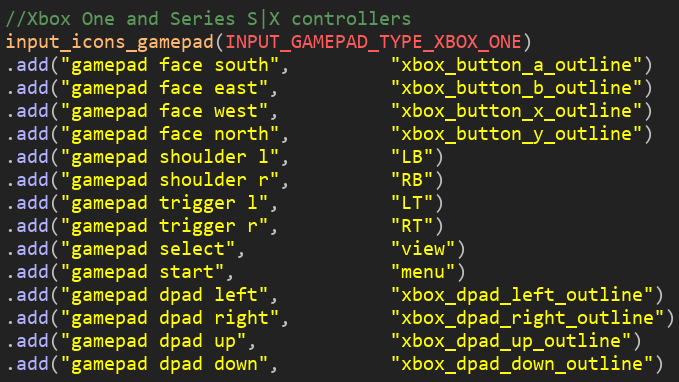 //Xbox One and Series S|X controllers
input_icons_gamepad(INPUT_GAMEPAD_TYPE_XBOX_ONE)
.add("gamepad face south",         "xbox_button_a_outline")
.add("gamepad face east",          "xbox_button_b_outline")
.add("gamepad face west",          "xbox_button_x_outline")
.add("gamepad face north",         "xbox_button_y_outline")
.add("gamepad shoulder l",         "LB")
.add("gamepad shoulder r",         "RB")
.add("gamepad trigger l",          "LT")
.add("gamepad trigger r",          "RT")
.add("gamepad select",             "view")
.add("gamepad start",              "menu")
.add("gamepad dpad left",          "xbox_dpad_left_outline")
.add("gamepad dpad right",         "xbox_dpad_right_outline")
.add("gamepad dpad up",            "xbox_dpad_up_outline")
.add("gamepad dpad down",          "xbox_dpad_down_outline")